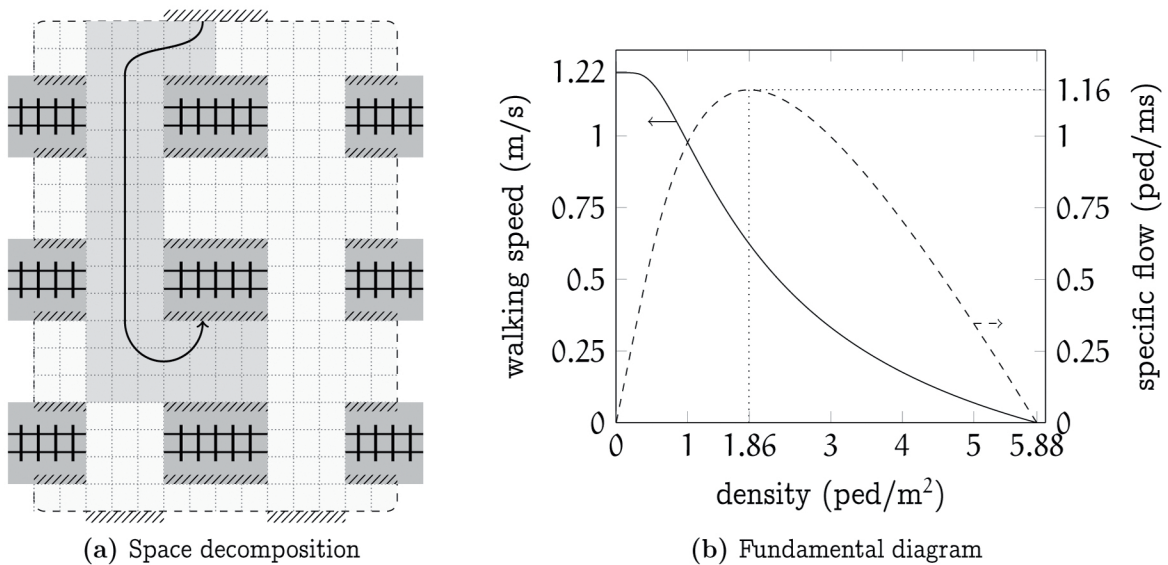 1.22
1
0.75
0.5
0.25
0
walking speed (m/s)
1.16
1
0.75
0.5
0.25
0
specific flow (ped/ms)
0 1 1.86 3 4 5 5.88
density (ped/m²)
(a) Space decomposition
(b) Fundamental diagram